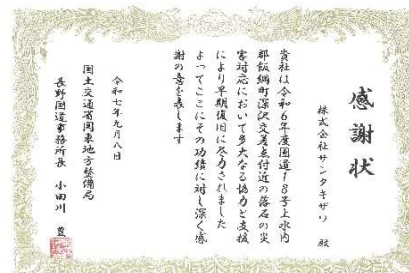 感謝状
株式会社サンタキザワ 殿
貴社は令和6年度国道18号上水内
郡飯綱町深沢交差点付近の落石の災
害対応において多大なる協力と支援
により早期復旧に尽力されました
よってここにその功績に対し深く感
謝の意を表します
令和七年九月八日
国土交通省関東地方整備局
長野国道事務所長 小田川 豊